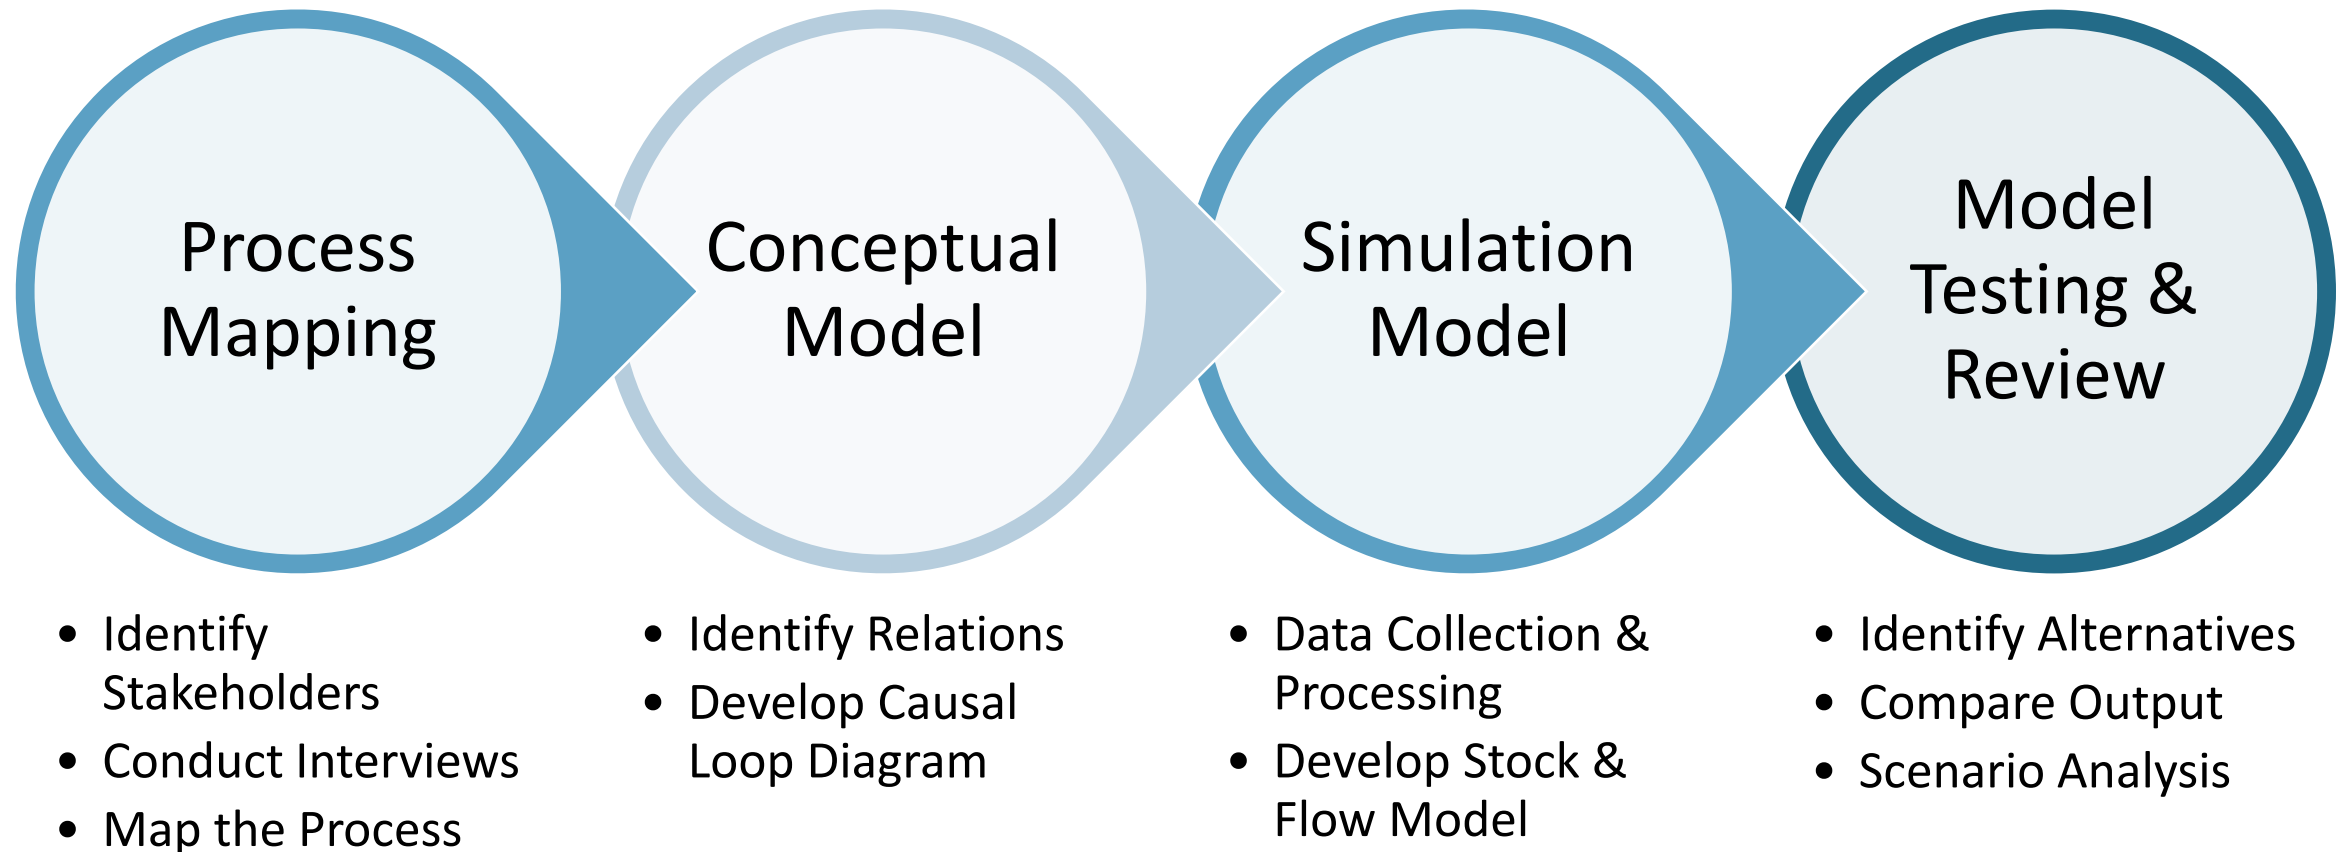 Process
Mapping
Conceptual
Model
Simulation
Model
Model
Testing &
Review
• Identify
Stakeholders
• Conduct Interviews
• Map the Process
• Identify Relations
• Develop Causal
Loop Diagram
• Data Collection &
Processing
• Develop Stock &
Flow Model
• Identify Alternatives
• Compare Output
• Scenario Analysis